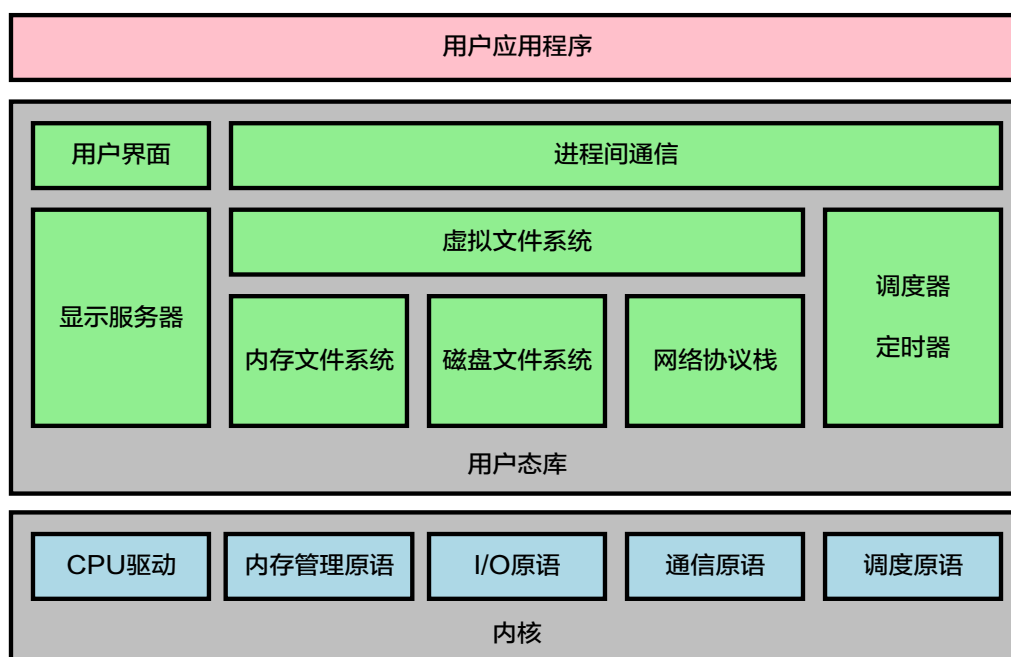 用户应用程序
用户界面
进程间通信
显示服务器
虚拟文件系统
调度器
定时器
内存文件系统
磁盘文件系统
网络协议栈
用户态库
CPU驱动
内存管理原语
I/O原语
通信原语
调度原语
内核